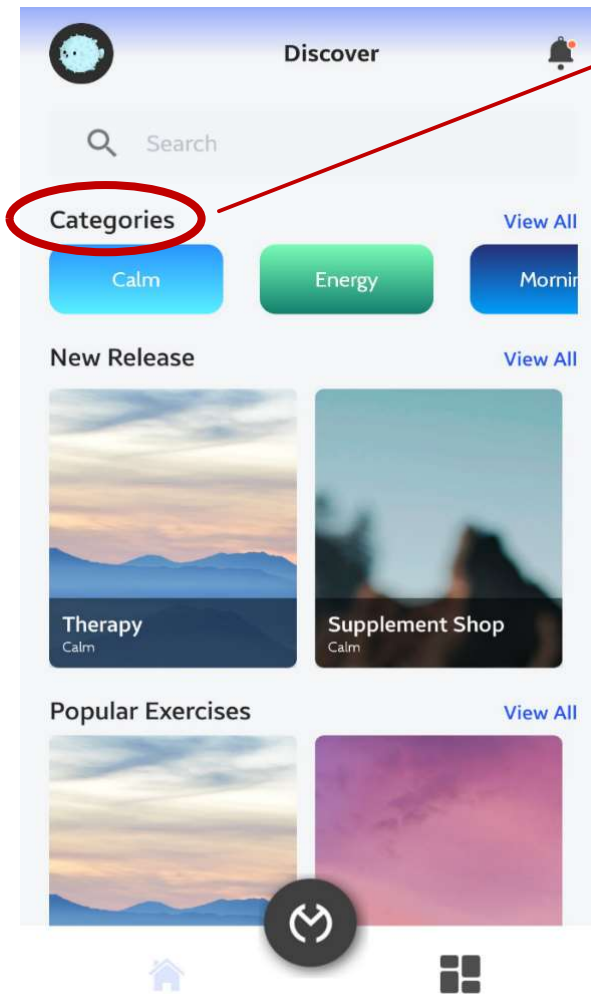 Discover
Search
Categories View All
Calm Energy Mornin
New Release View All
Therapy Supplement Shop
Calm Calm
Popular Exercises View All